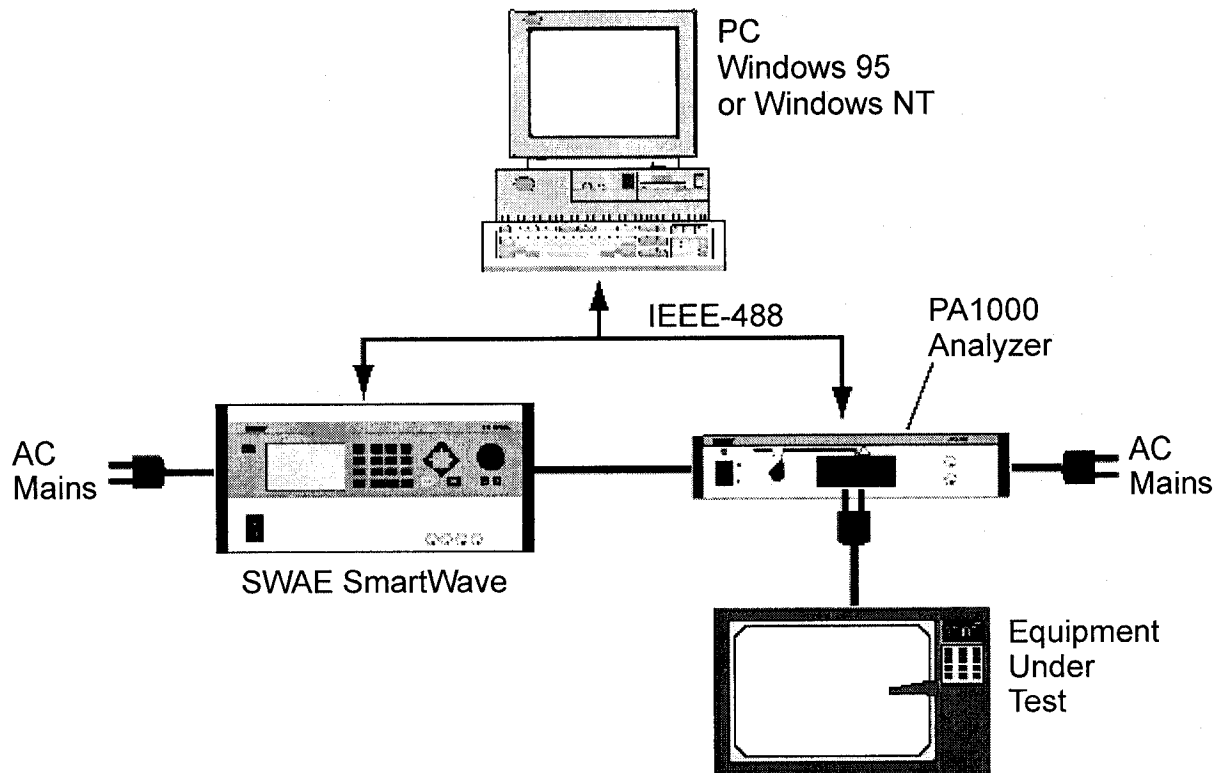 PC
Windows 95
or Windows NT
IEEE-488
PA1000
Analyzer
AC
Mains
AC
Mains
SWAE SmartWave
Equipment
Under
Test